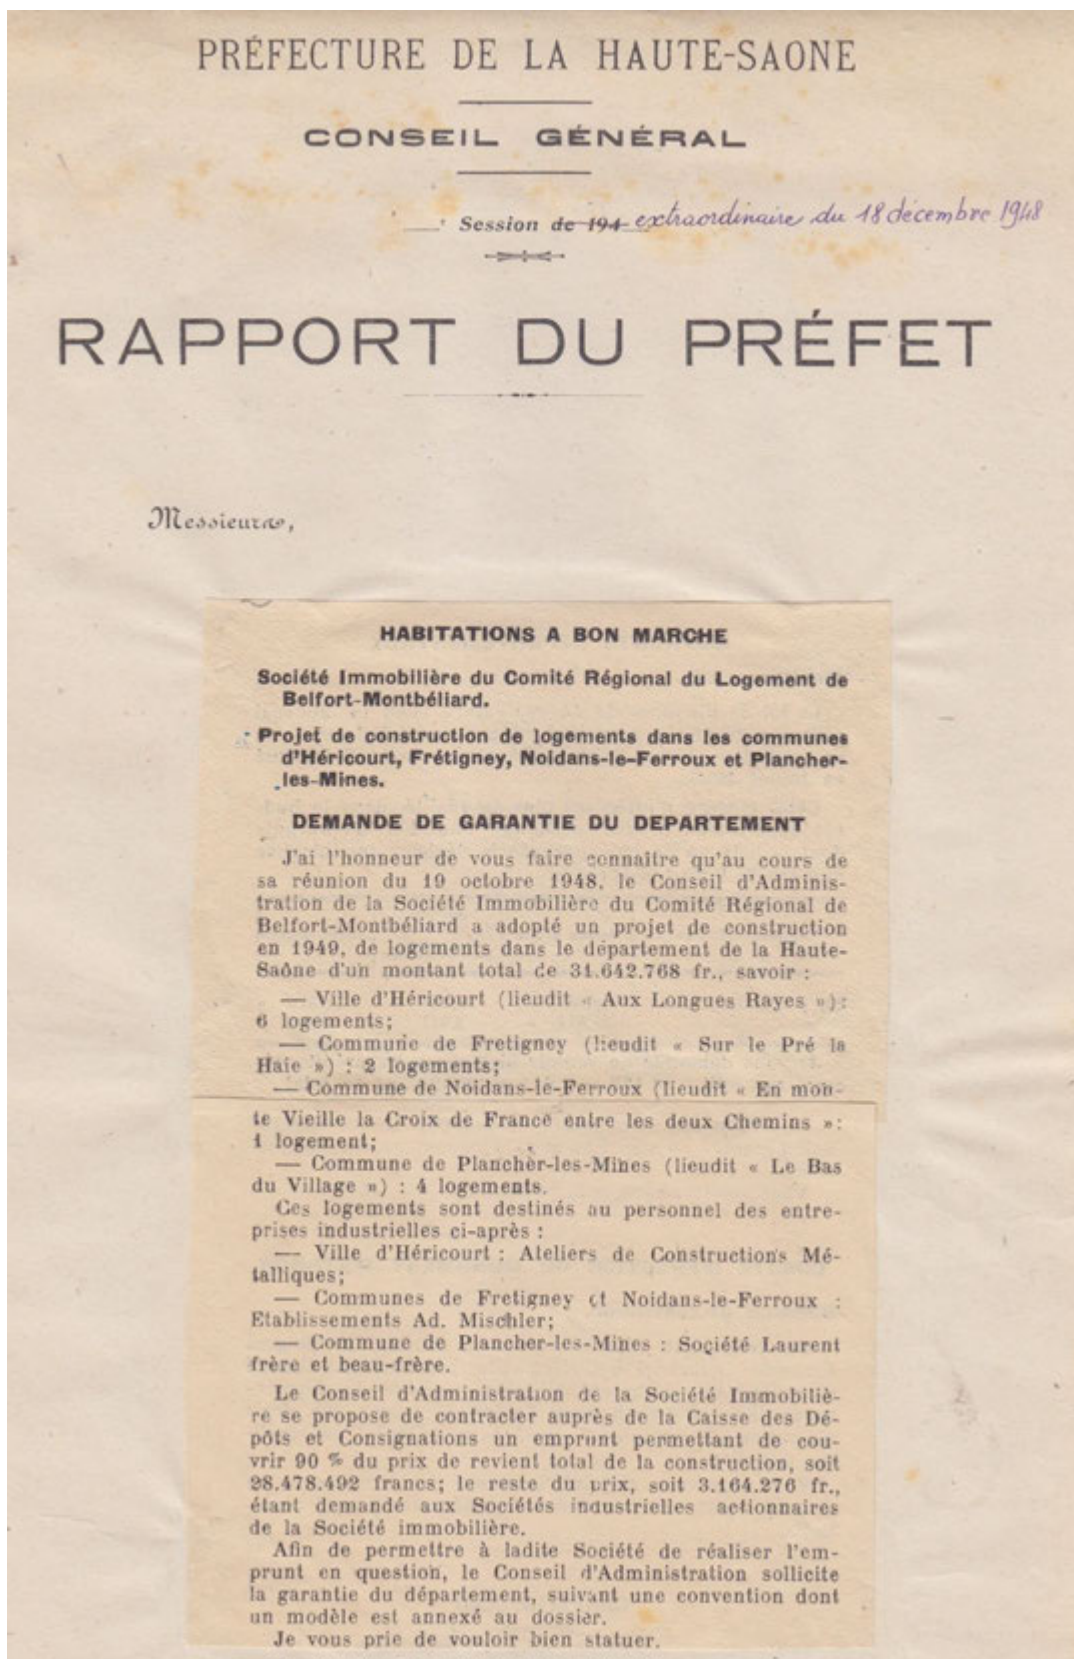 PRÉFECTURE DE LA HAUTE-SAONE
CONSEIL GÉNÉRAL
Session de 194 extraordinaire du 18 décembre 1948
RAPPORT DU PRÉFET
Messieurs,
HABITATIONS A BON MARCHE
Société Immobilière du Comité Régional du Logement de
Belfort-Montbéliard.
Projet de construction de logements dans les communes
d'Héricourt, Frétigney, Noidans-le-Ferroux et Plancher-
les-Mines.
DEMANDE DE GARANTIE DU DEPARTEMENT
J'ai l'honneur de vous faire connaître qu'au cours de
sa réunion du 19 octobre 1948, le Conseil d'Adminis-
tration de la Société Immobilière du Comité Régional de
Belfort-Montbéliard a adopté un projet de construction
en 1949, de logements dans le département de la Haute-
Saône d'un montant total de 31.642.768 fr., savoir :
— Ville d'Héricourt (lieudit « Aux Longues Rayes »):
6 logements;
— Commune de Fretigney (lieudit « Sur le Pré la
Haie ») : 2 logements;
— Commune de Noidans-le-Ferroux (lieudit « En mon-
te Vieille la Croix de France entre les deux Chemins »:
1 logement;
— Commune de Plancher-les-Mines (lieudit « Le Bas
du Village ») : 4 logements.
Ces logements sont destinés au personnel des entre-
prises industrielles ci-après :
— Ville d'Héricourt : Ateliers de Constructions Mé-
talliques;
— Communes de Fretigney et Noidans-le-Ferroux :
Etablissements Ad. Mischler;
— Commune de Plancher-les-Mines : Société Laurent
frère et beau-frère.
Le Conseil d'Administration de la Société Immobiliè-
re se propose de contracter auprès de la Caisse des Dé-
pôts et Consignations un emprunt permettant de cou-
vrir 90 % du prix de revient total de la construction, soit
28.478.492 francs; le reste du prix, soit 3.164.276 fr.,
étant demandé aux Sociétés industrielles actionnaires
de la Société immobilière.
Afin de permettre à ladite Société de réaliser l'em-
prunt en question, le Conseil d'Administration sollicite
la garantie du département, suivant une convention dont
un modèle est annexé au dossier.
Je vous prie de vouloir bien statuer.